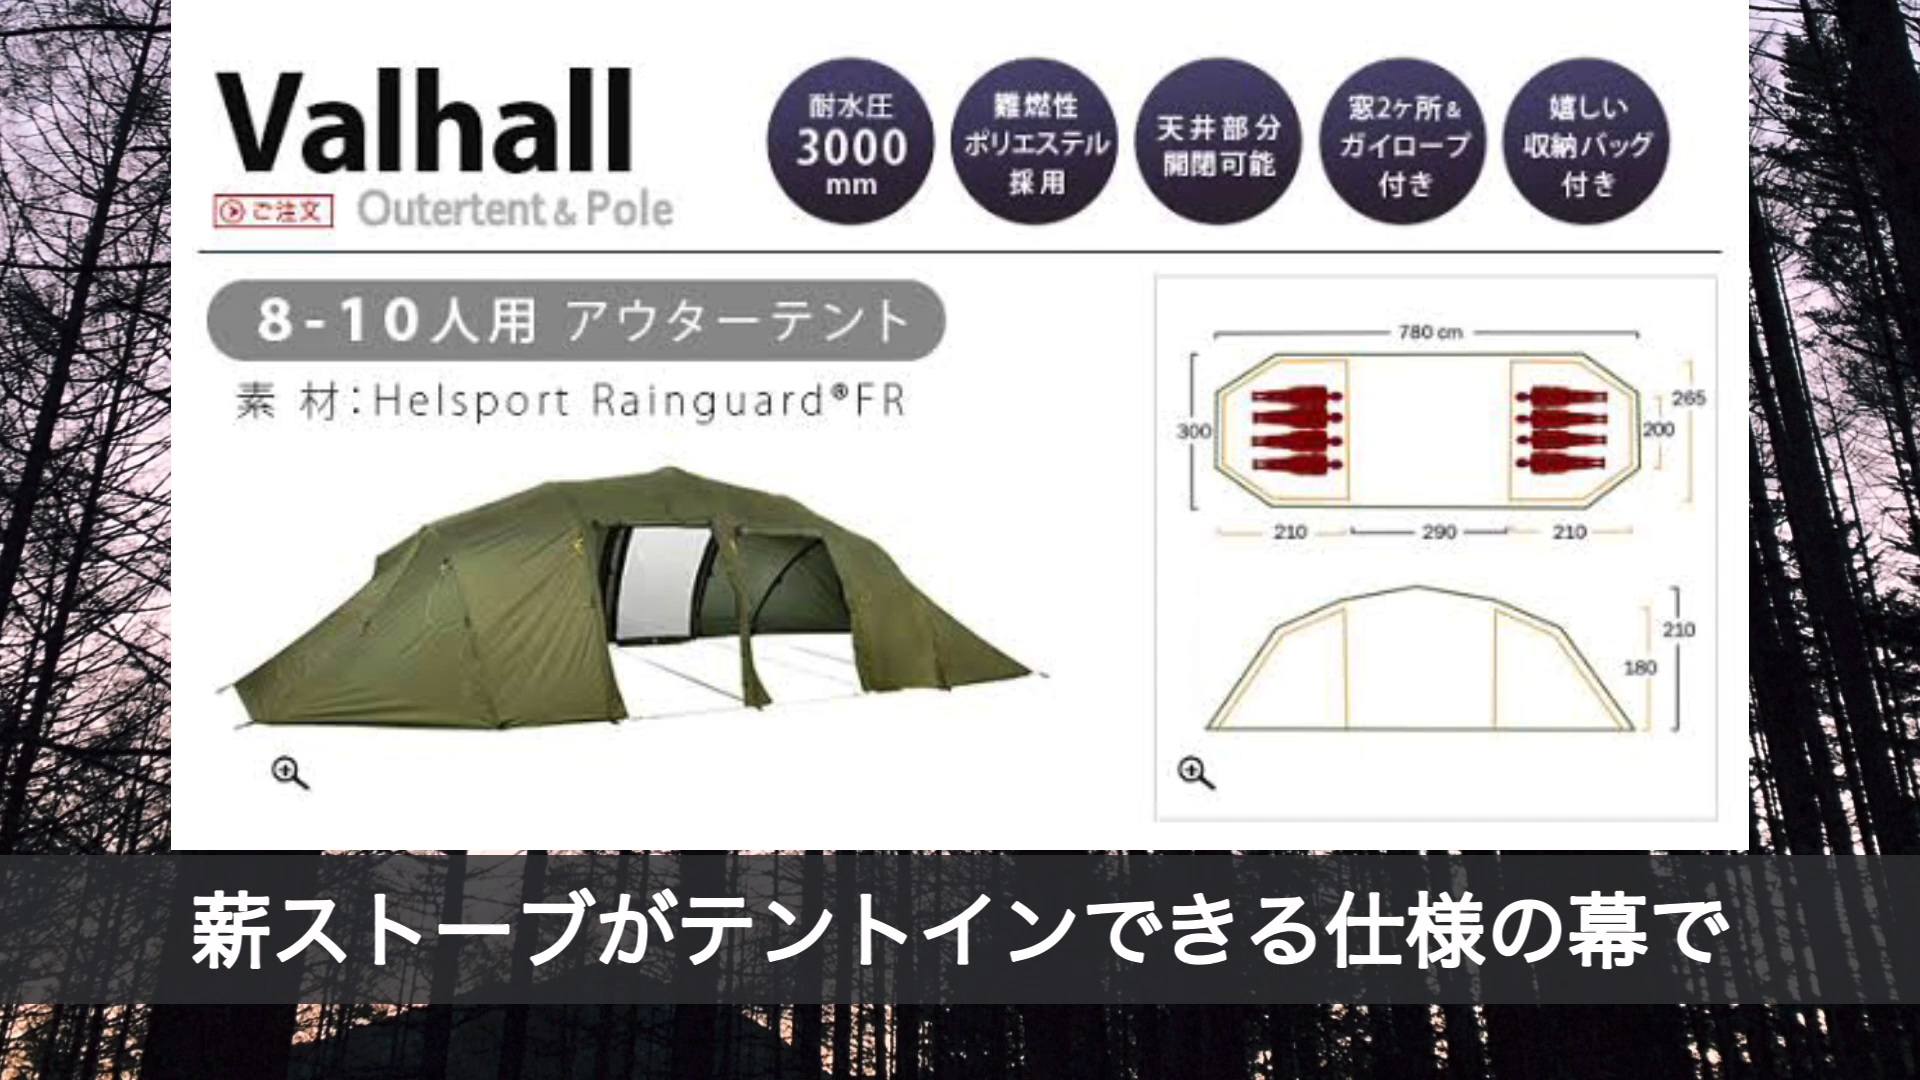 Valhall
ご注文 Outertent & Pole
耐水圧
3000
mm
難燃性
ポリエステル
採用
天井部分
開閉可能
窓2ヶ所&
ガイロープ
付き
嬉しい
収納バッグ
付き
8-10人用 アウターテント
素 材：Helsport Rainguard®FR
780 cm
300
265
200
210
290
210
210
180
薪ストーブがテントインできる仕様の幕で